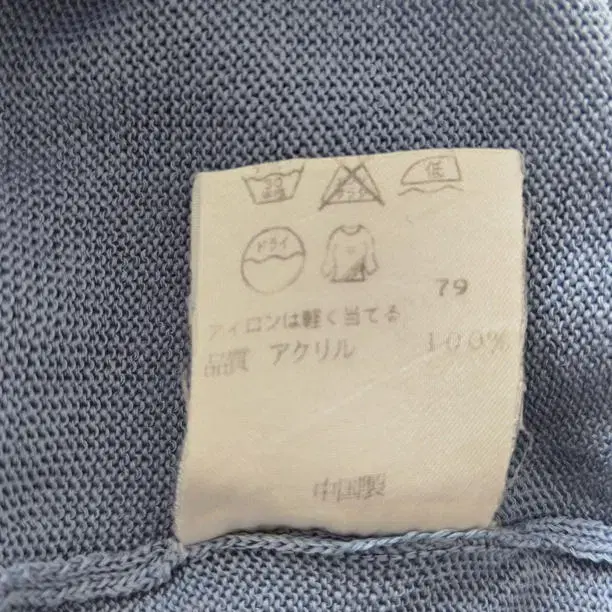 30 低
ドライ
79
アイロンは軽く当てる
品質 アクリル 100%
中国製